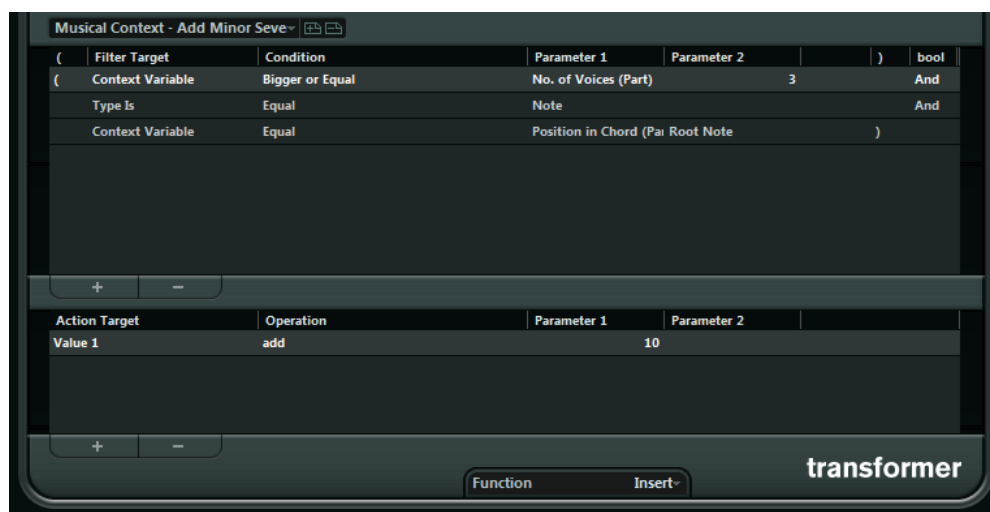 Musical Context - Add Minor Seve
( Filter Target Condition Parameter 1 Parameter 2 ) bool
( Context Variable Bigger or Equal No. of Voices (Part) 3 And
Type Is Equal Note And
Context Variable Equal Position in Chord (Pa Root Note )
+ −
Action Target Operation Parameter 1 Parameter 2
Value 1 add 10
+ −
transformer
Function Insert